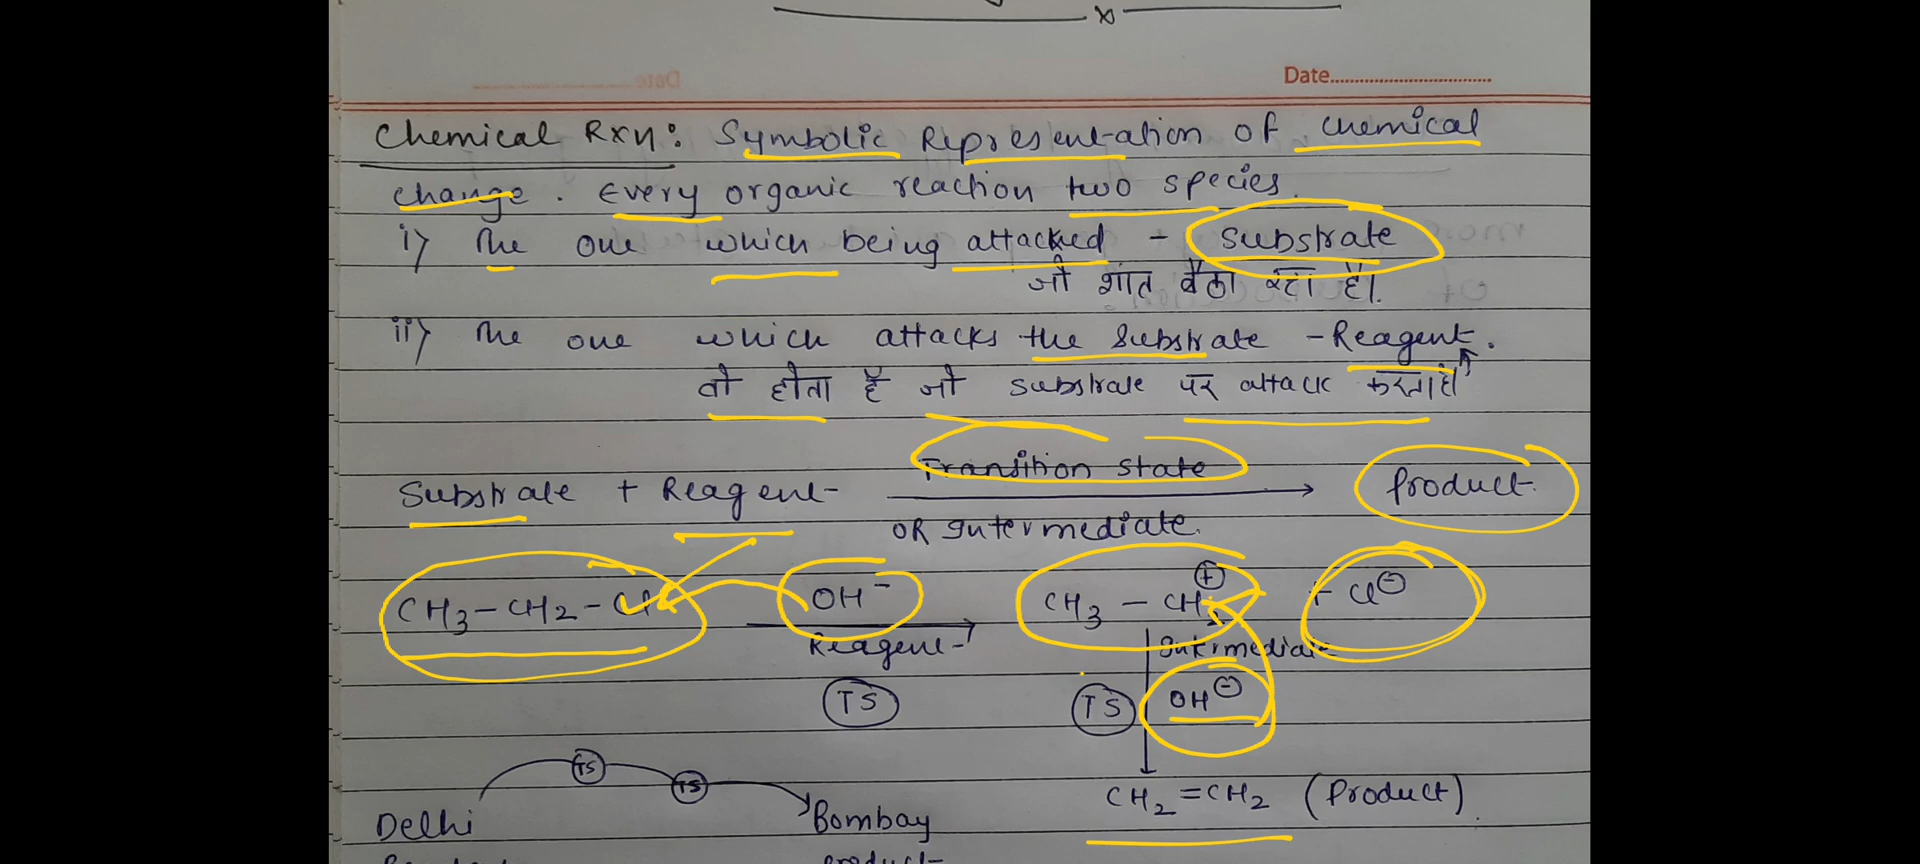 x
Date
Chemical Rxn: Symbolic Representation of chemical
change. Every organic reaction two species.
i) The one which being attacked - Substrate
जो शांत बैठा रहता है।
ii) The one which attacks the Substrate - Reagent.
वो होता है जो substrate पर attack करता है
Substrate + Reagent Transition State Product
OR Intermediate.
CH3-CH2-Cl OH⁻ CH3-CH2⊕ + Cl⊖
Reagent Intermediate
TS TS OH⊖
TS TS
CH2=CH2 (Product)
Delhi Bombay
product